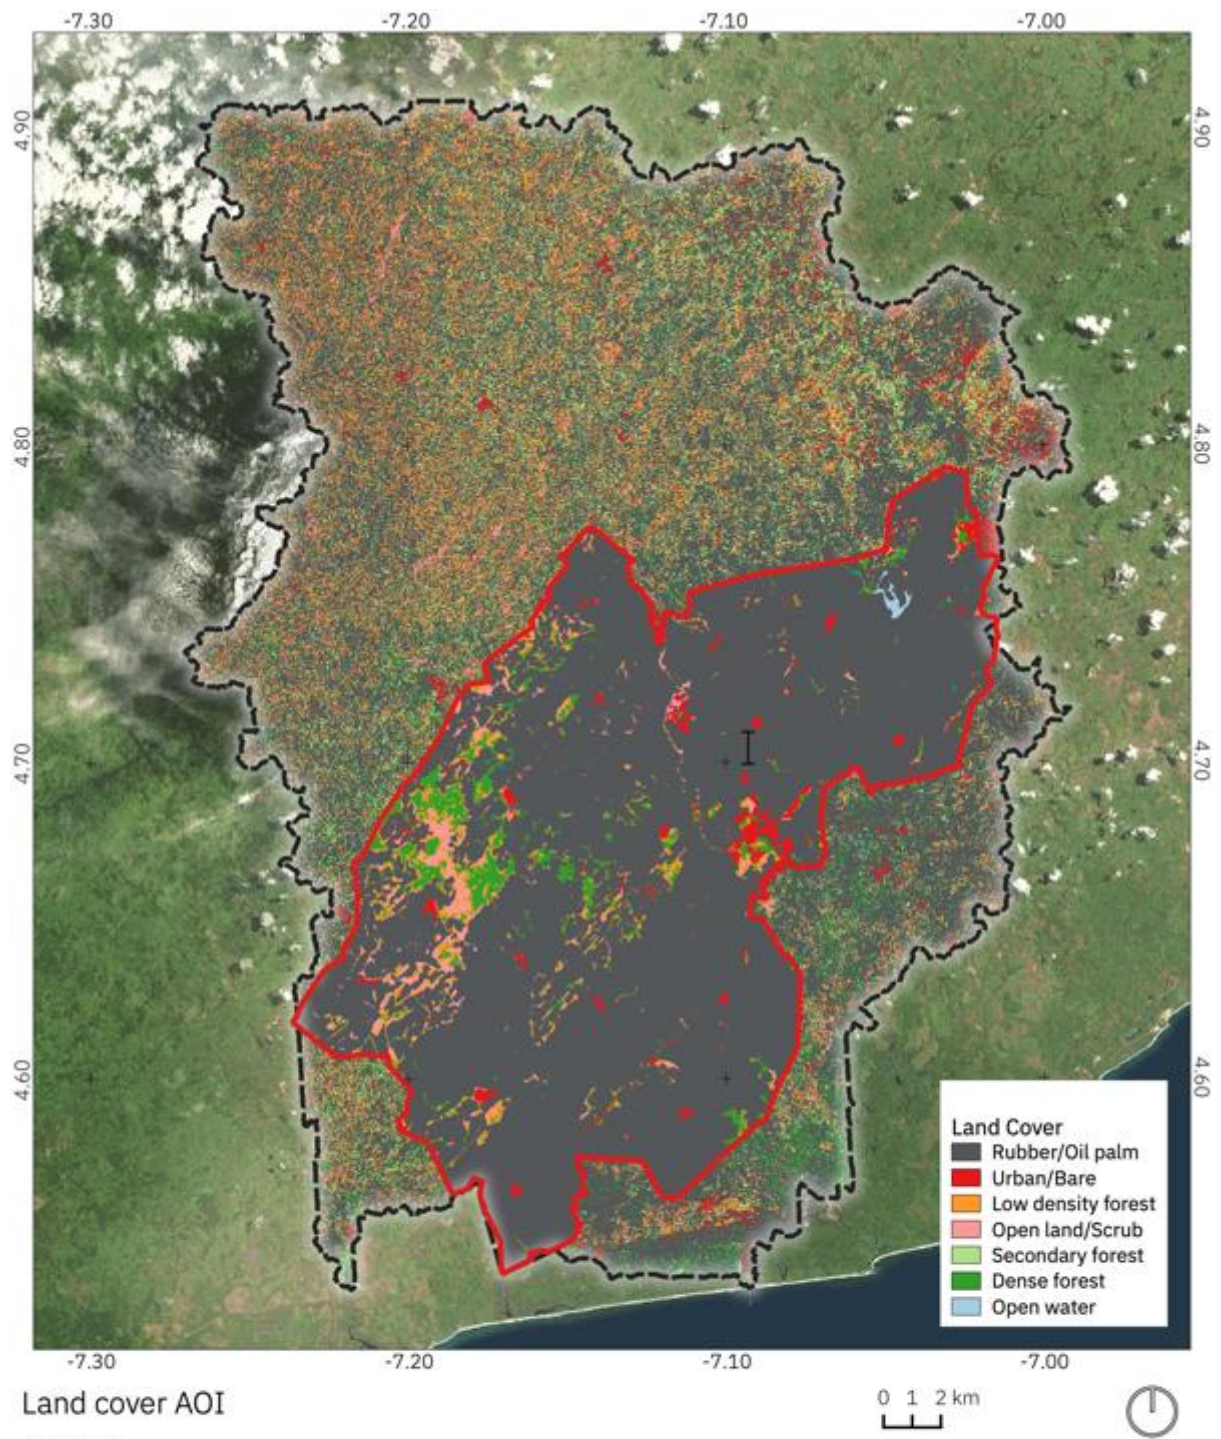 -7.30 -7.20 -7.10 -7.00
4.90 4.90
4.80 4.80
4.70 4.70
4.60 4.60
Land Cover
Rubber/Oil palm
Urban/Bare
Low density forest
Open land/Scrub
Secondary forest
Dense forest
Open water
-7.30 -7.20 -7.10 -7.00
Land cover AOI
0 1 2 km